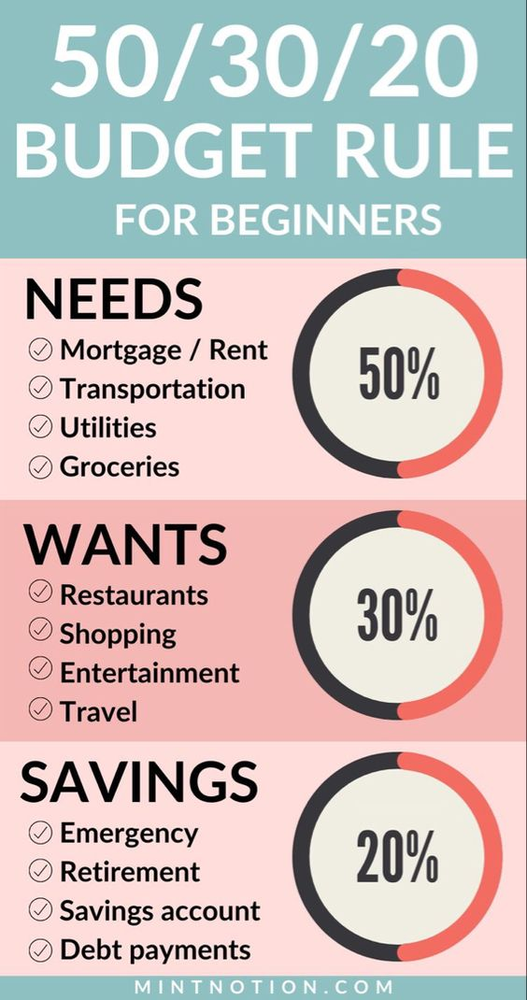 50/30/20
BUDGET RULE
FOR BEGINNERS
NEEDS
Mortgage / Rent
Transportation
Utilities
Groceries
50%
WANTS
Restaurants
Shopping
Entertainment
Travel
30%
SAVINGS
Emergency
Retirement
Savings account
Debt payments
20%
MINTNOTION.COM